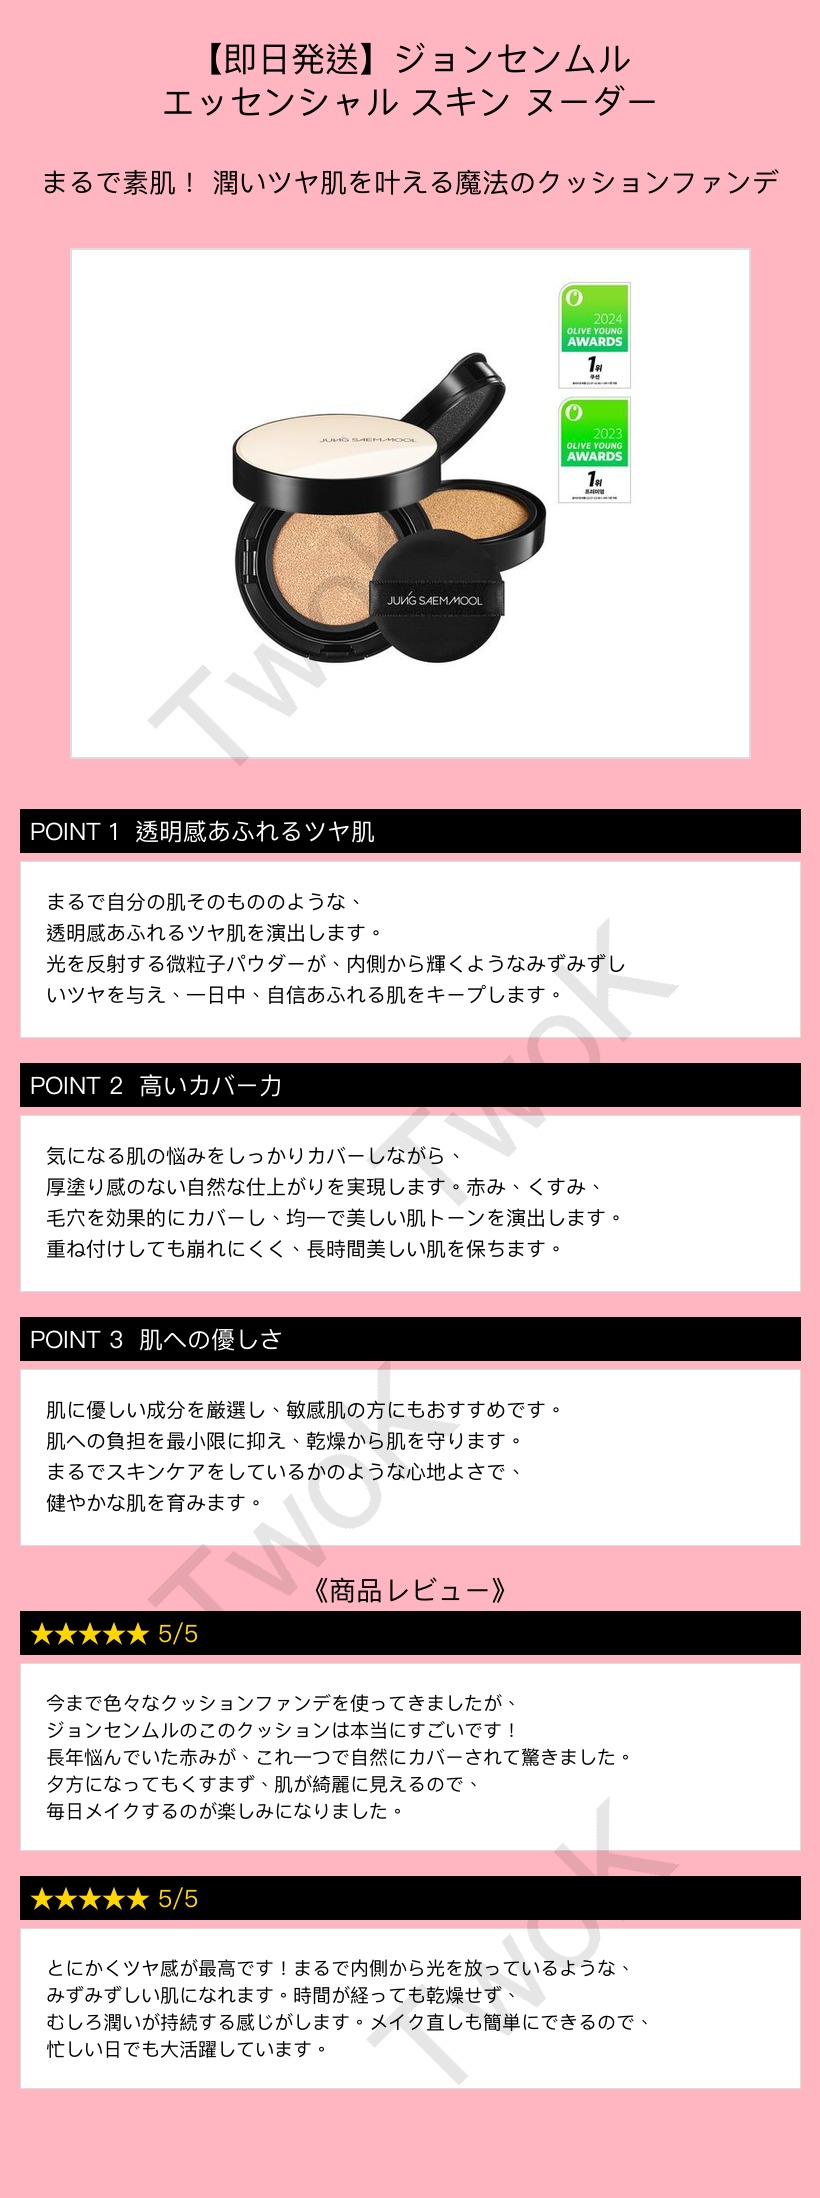 【即日発送】ジョンセンムル
エッセンシャル スキン ヌーダー
まるで素肌！ 潤いツヤ肌を叶える魔法のクッションファンデ
2024
OLIVE YOUNG
AWARDS
1위
쿠션
2023
OLIVE YOUNG
AWARDS
1위
프리미엄
JUNG SAEM MOOL
JUNG SAEM MOOL
TwoK
POINT 1 透明感あふれるツヤ肌
まるで自分の肌そのもののような、
透明感あふれるツヤ肌を演出します。
光を反射する微粒子パウダーが、内側から輝くようなみずみずし
いツヤを与え、一日中、自信あふれる肌をキープします。
TwoK
POINT 2 高いカバー力
気になる肌の悩みをしっかりカバーしながら、
厚塗り感のない自然な仕上がりを実現します。赤み、くすみ、
毛穴を効果的にカバーし、均一で美しい肌トーンを演出します。
重ね付けしても崩れにくく、長時間美しい肌を保ちます。
POINT 3 肌への優しさ
肌に優しい成分を厳選し、敏感肌の方にもおすすめです。
肌への負担を最小限に抑え、乾燥から肌を守ります。
まるでスキンケアをしているかのような心地よさで、
健やかな肌を育みます。
TwoK
《商品レビュー》
★★★★★ 5/5
今まで色々なクッションファンデを使ってきましたが、
ジョンセンムルのこのクッションは本当にすごいです！
長年悩んでいた赤みが、これ一つで自然にカバーされて驚きました。
夕方になってもくすまず、肌が綺麗に見えるので、
毎日メイクするのが楽しみになりました。
★★★★★ 5/5
とにかくツヤ感が最高です！まるで内側から光を放っているような、
みずみずしい肌になれます。時間が経っても乾燥せず、
むしろ潤いが持続する感じがします。メイク直しも簡単にできるので、
忙しい日でも大活躍しています。
TwoK